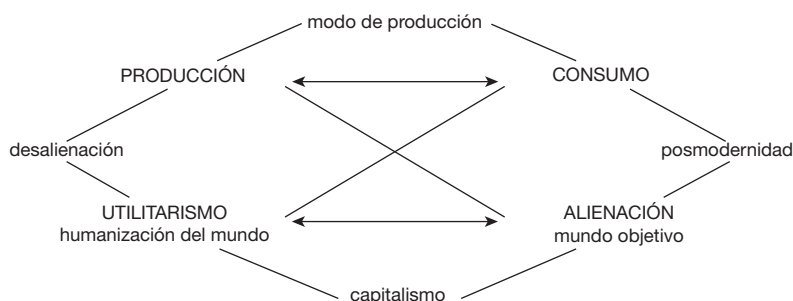 modo de producción
PRODUCCIÓN
CONSUMO
desalienación
posmodernidad
UTILITARISMO
humanización del mundo
ALIENACIÓN
mundo objetivo
capitalismo